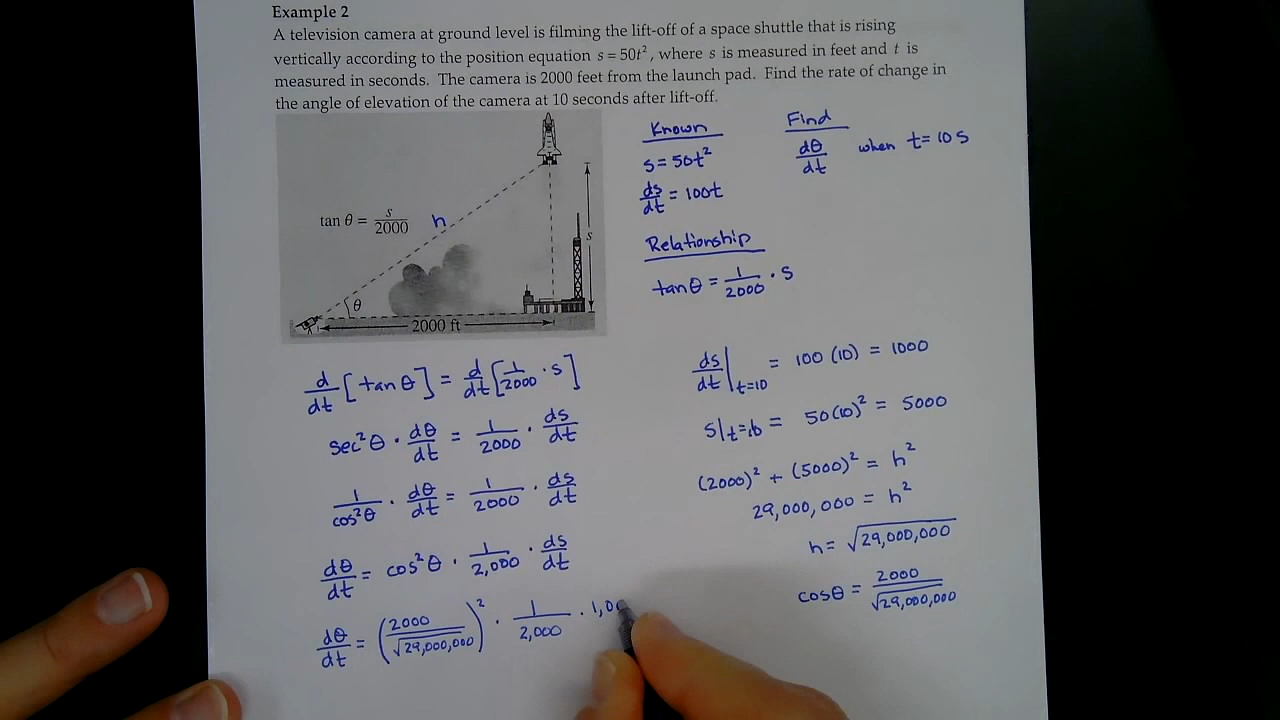 Example 2
A television camera at ground level is filming the lift-off of a space shuttle that is rising
vertically according to the position equation s = 50t², where s is measured in feet and t is
measured in seconds. The camera is 2000 feet from the launch pad. Find the rate of change in
the angle of elevation of the camera at 10 seconds after lift-off.
tan θ = s/2000
h
s
θ
2000 ft
Known
s = 50t²
ds/dt = 100t
Find
dθ/dt when t = 10 s
Relationship
tanθ = 1/2000 · s
d/dt [tan θ] = d/dt [1/2000 · s]
sec²θ · dθ/dt = 1/2000 · ds/dt
1/cos²θ · dθ/dt = 1/2000 · ds/dt
dθ/dt = cos²θ · 1/2,000 · ds/dt
dθ/dt = (2000/√29,000,000)² · 1/2,000 · 1,00
ds/dt |t=10 = 100 (10) = 1000
s|t=10 = 50(10)² = 5000
(2000)² + (5000)² = h²
29,000,000 = h²
h = √29,000,000
cosθ = 2000/√29,000,000